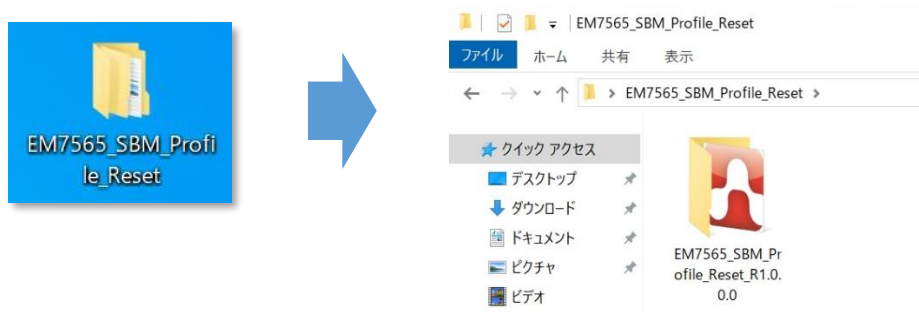 EM7565_SBM_Profi
le_Reset
EM7565_SBM_Profile_Reset
ファイル ホーム 共有 表示
EM7565_SBM_Profile_Reset
クイック アクセス
デスクトップ
ダウンロード
ドキュメント
ピクチャ
ビデオ
EM7565_SBM_Pr
ofile_Reset_R1.0.
0.0